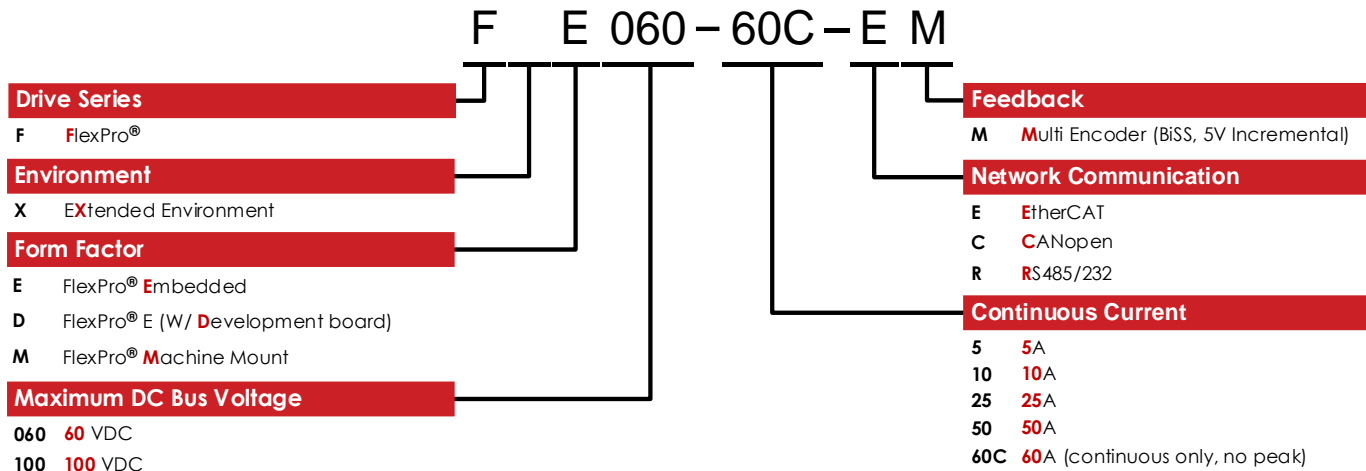 F E 060 – 60C – E M
Drive Series
F FlexPro®
Environment
X EXtended Environment
Form Factor
E FlexPro® Embedded
D FlexPro® E (W/ Development board)
M FlexPro® Machine Mount
Maximum DC Bus Voltage
060 60 VDC
100 100 VDC
Feedback
M Multi Encoder (BiSS, 5V Incremental)
Network Communication
E EtherCAT
C CANopen
R RS485/232
Continuous Current
5 5A
10 10A
25 25A
50 50A
60C 60A (continuous only, no peak)